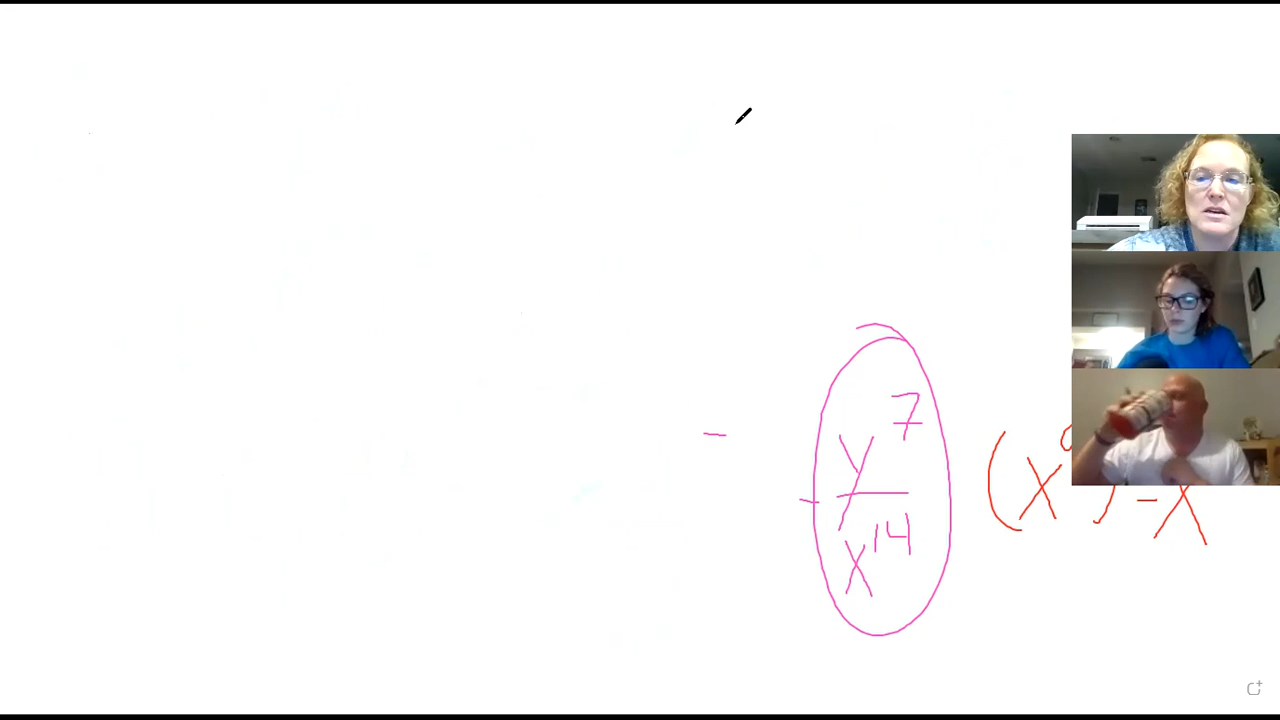 - y^7/x^14
(x ) - x